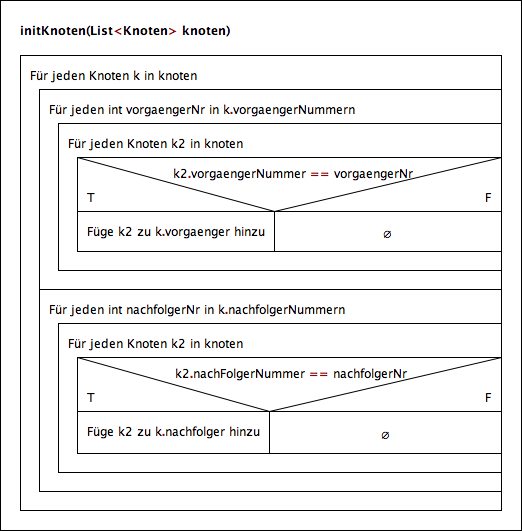 initKnoten(List<Knoten> knoten)
Für jeden Knoten k in knoten
Für jeden int vorgaengerNr in k.vorgaengerNummern
Für jeden Knoten k2 in knoten
k2.vorgaengerNummer == vorgaengerNr
T F
Füge k2 zu k.vorgaenger hinzu ∅
Für jeden int nachfolgerNr in k.nachfolgerNummern
Für jeden Knoten k2 in knoten
k2.nachFolgerNummer == nachfolgerNr
T F
Füge k2 zu k.nachfolger hinzu ∅